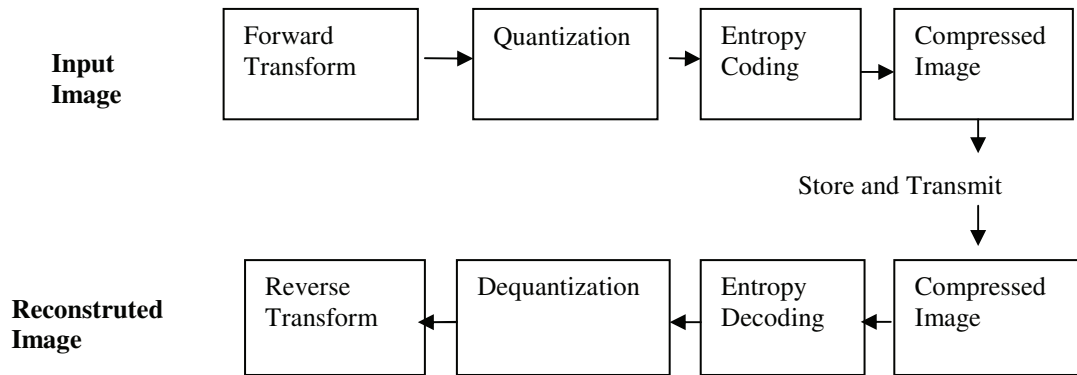 Input
Image
Forward
Transform
Quantization
Entropy
Coding
Compressed
Image
Store and Transmit
Reconstruted
Image
Reverse
Transform
Dequantization
Entropy
Decoding
Compressed
Image